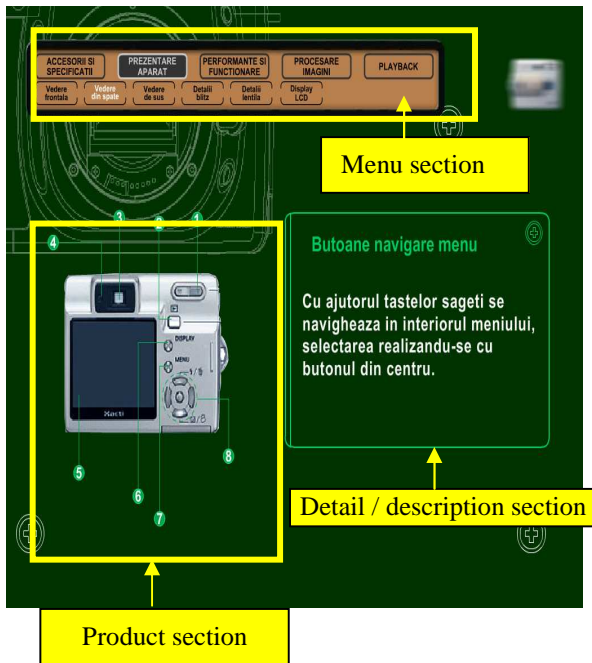 ACCESORII SI
SPECIFICATII
PREZENTARE
APARAT
PERFORMANTE SI
FUNCTIONARE
PROCESARE
IMAGINI
PLAYBACK
Vedere
frontala
Vedere
din spate
Vedere
de sus
Detalii
blitz
Detalii
lentila
Display
LCD
Menu section
4
3
2
1
Butoane navigare menu
Cu ajutorul tastelor sageti se
navigheaza in interiorul meniului,
selectarea realizandu-se cu
butonul din centru.
DISPLAY
MENU
Xacti
5
6
7
8
Detail / description section
Product section